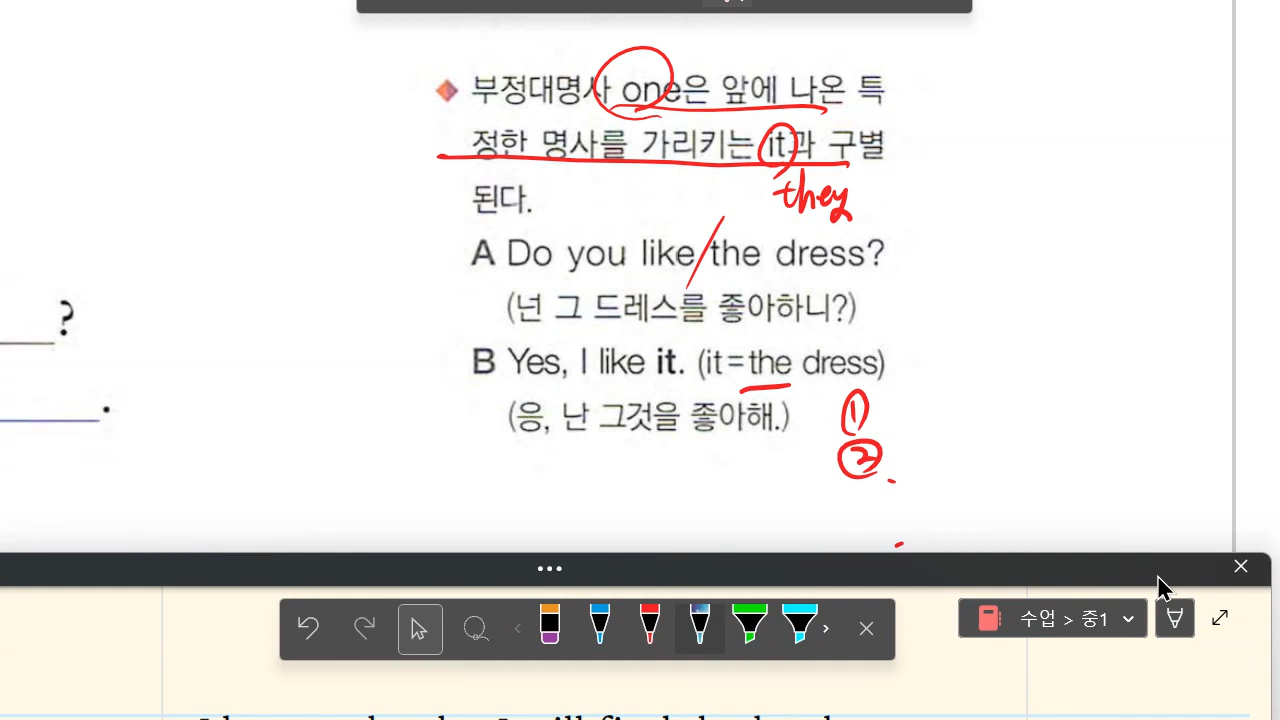 부정대명사 one은 앞에 나온 특
정한 명사를 가리키는 it과 구별
they
된다.
A Do you like the dress?
(넌 그 드레스를 좋아하니?)
?
B Yes, I like it. (it=the dress)
(응, 난 그것을 좋아해.)
.
①
②
수업 > 중1